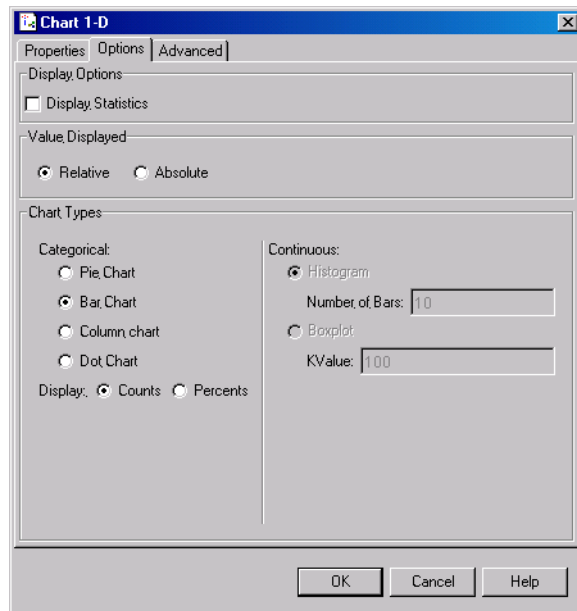 Chart 1-D
Properties Options Advanced
Display Options
Display Statistics
Value Displayed
Relative Absolute
Chart Types
Categorical:
Pie Chart
Bar Chart
Column chart
Dot Chart
Display: Counts Percents
Continuous:
Histogram
Number of Bars: 10
Boxplot
KValue: 100
OK Cancel Help